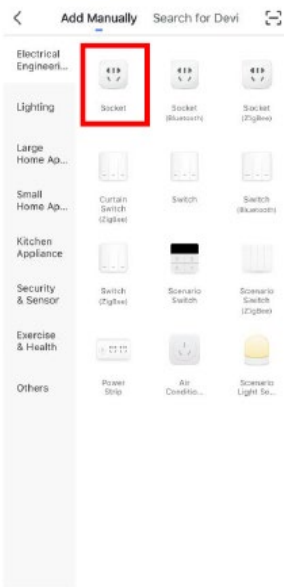 Add Manually Search for Devi
Electrical
Engineeri...
Lighting
Large
Home Ap...
Small
Home Ap...
Kitchen
Appliance
Security
& Sensor
Exercise
& Health
Others
Socket
Socket
(Bluetooth)
Socket
(ZigBee)
Curtain
Switch
(ZigBee)
Switch
Switch
(Bluetooth)
Switch
(ZigBee)
Scenario
Switch
Scenario
Switch
(ZigBee)
Power
Strip
Air
Conditio...
Scenario
Light So...